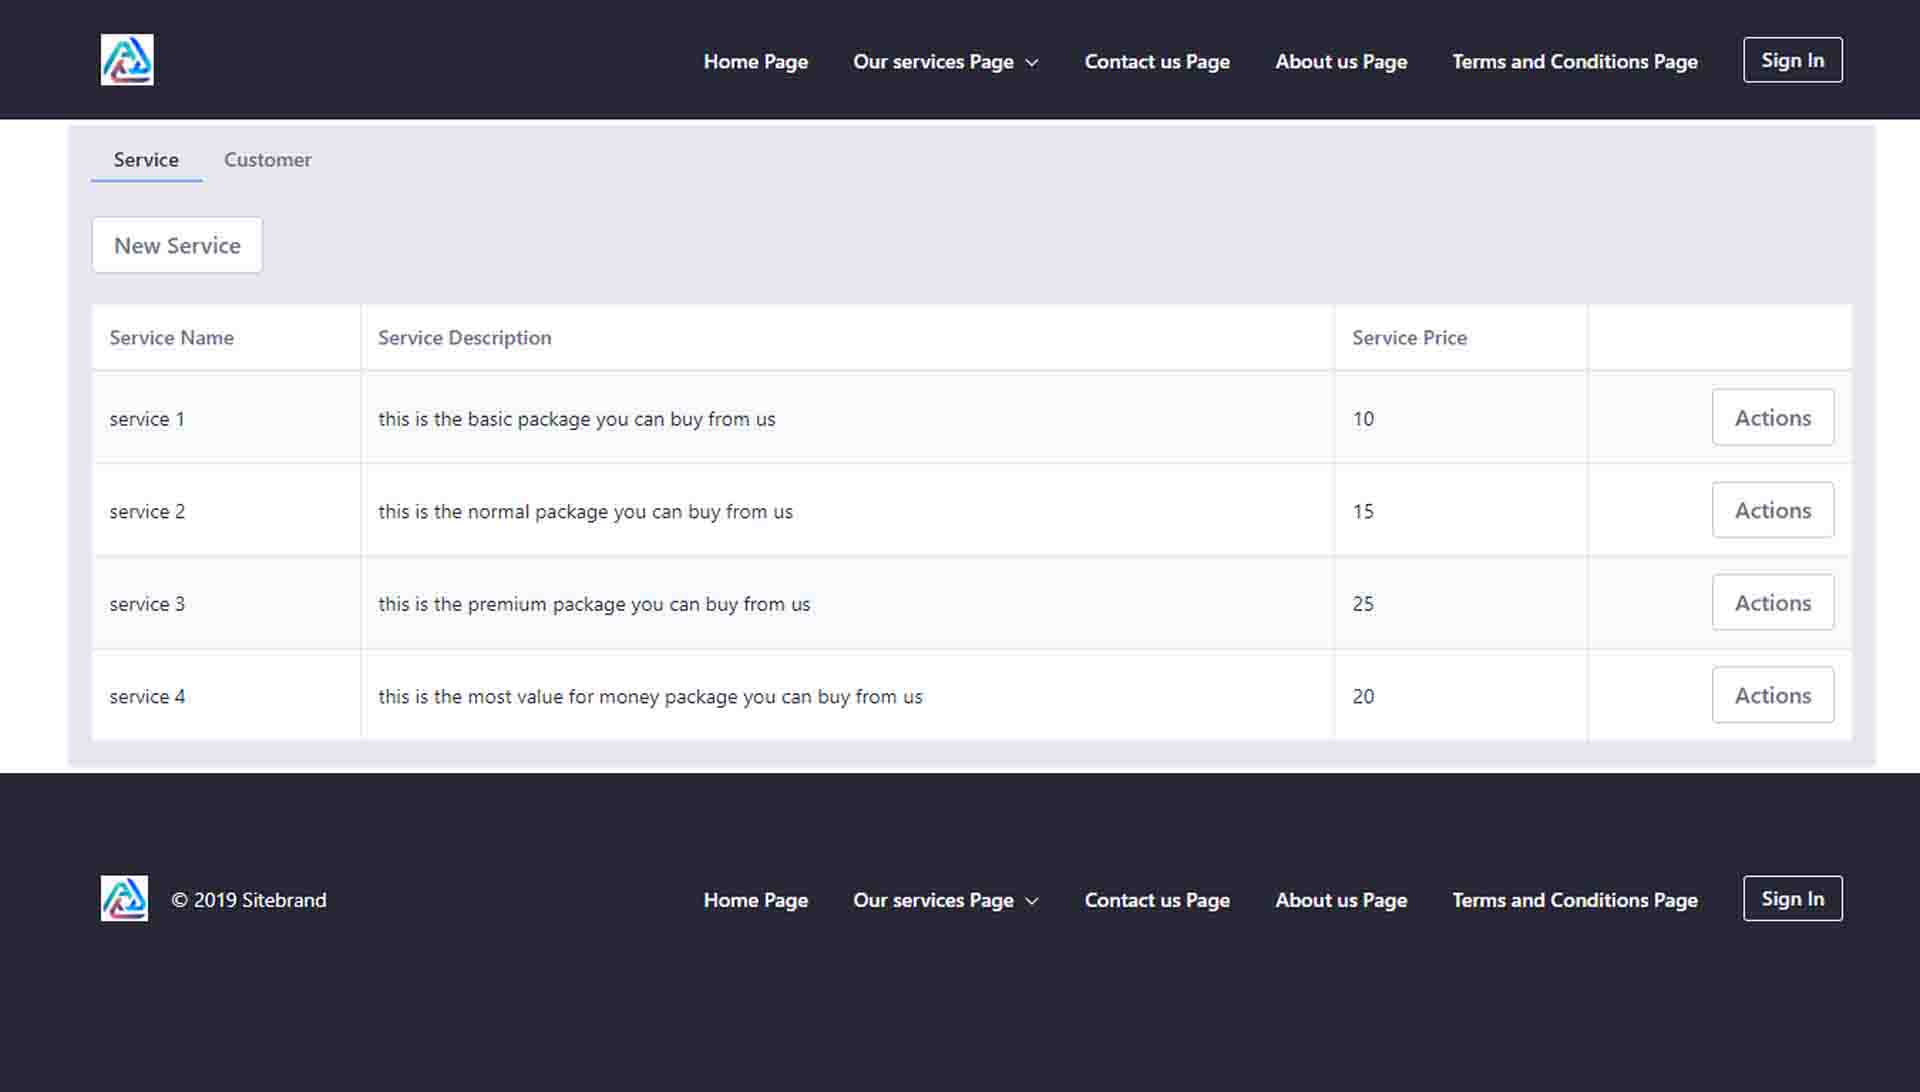 Home Page Our services Page Contact us Page About us Page Terms and Conditions Page Sign In
Service Customer
New Service
Service Name Service Description Service Price
service 1 this is the basic package you can buy from us 10 Actions
service 2 this is the normal package you can buy from us 15 Actions
service 3 this is the premium package you can buy from us 25 Actions
service 4 this is the most value for money package you can buy from us 20 Actions
© 2019 Sitebrand Home Page Our services Page Contact us Page About us Page Terms and Conditions Page Sign In